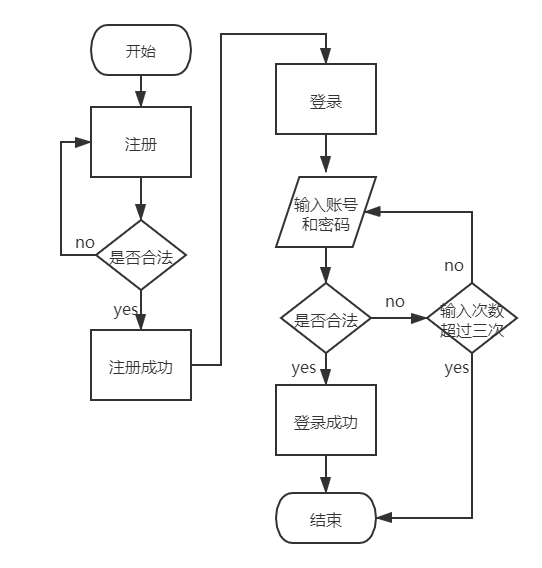 开始
注册
no
是否合法
yes
注册成功
登录
输入账号
和密码
是否合法
no
yes
登录成功
结束
no
输入次数
超过三次
yes